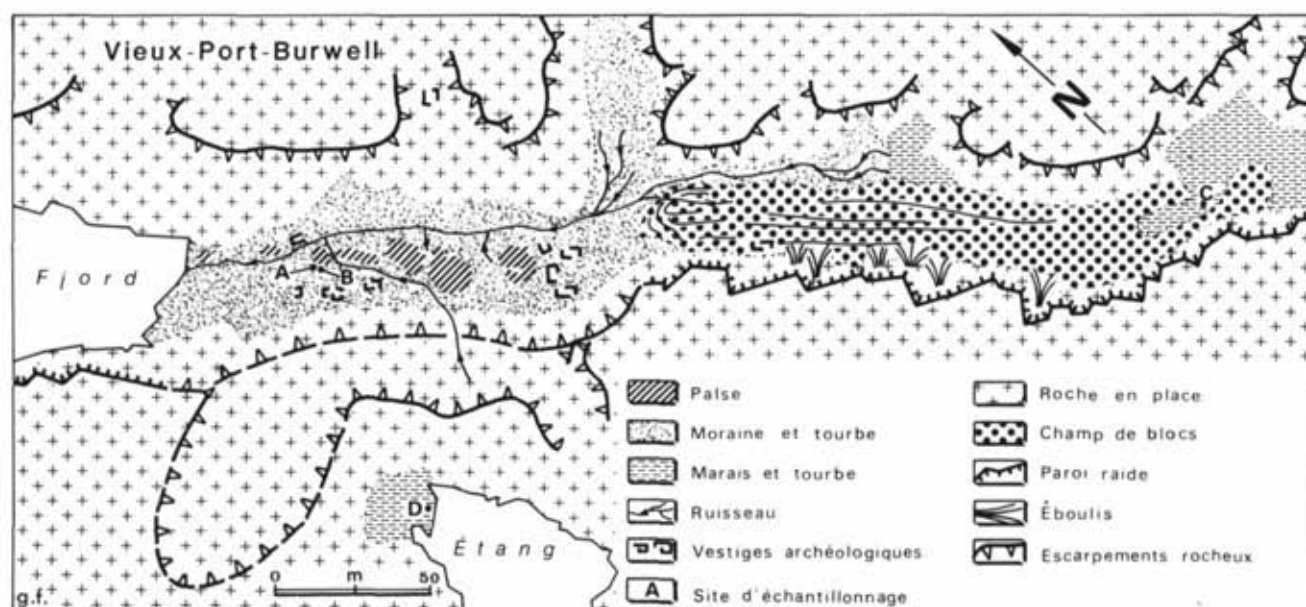 Vieux-Port-Burwell
N
Fjord
A
B
C
D
Étang
0 m 50
g.f.
Palse
Moraine et tourbe
Marais et tourbe
Ruisseau
Vestiges archéologiques
A Site d'échantillonnage
Roche en place
Champ de blocs
Paroi raide
Éboulis
Escarpements rocheux